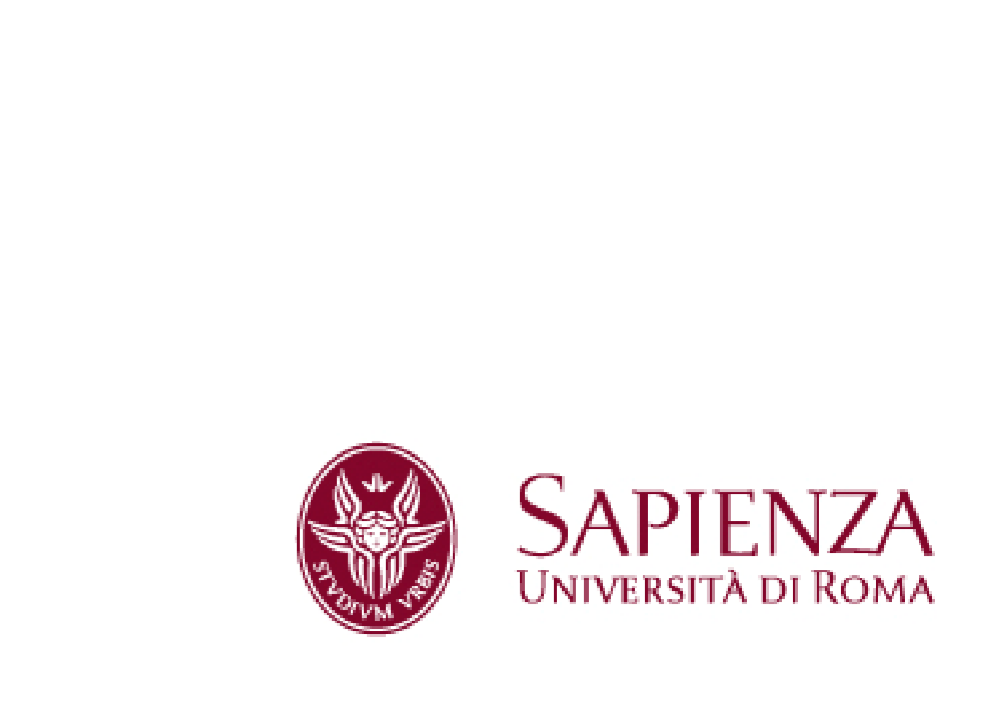 STVDIVM VRBIS
SAPIENZA
UNIVERSITÀ DI ROMA